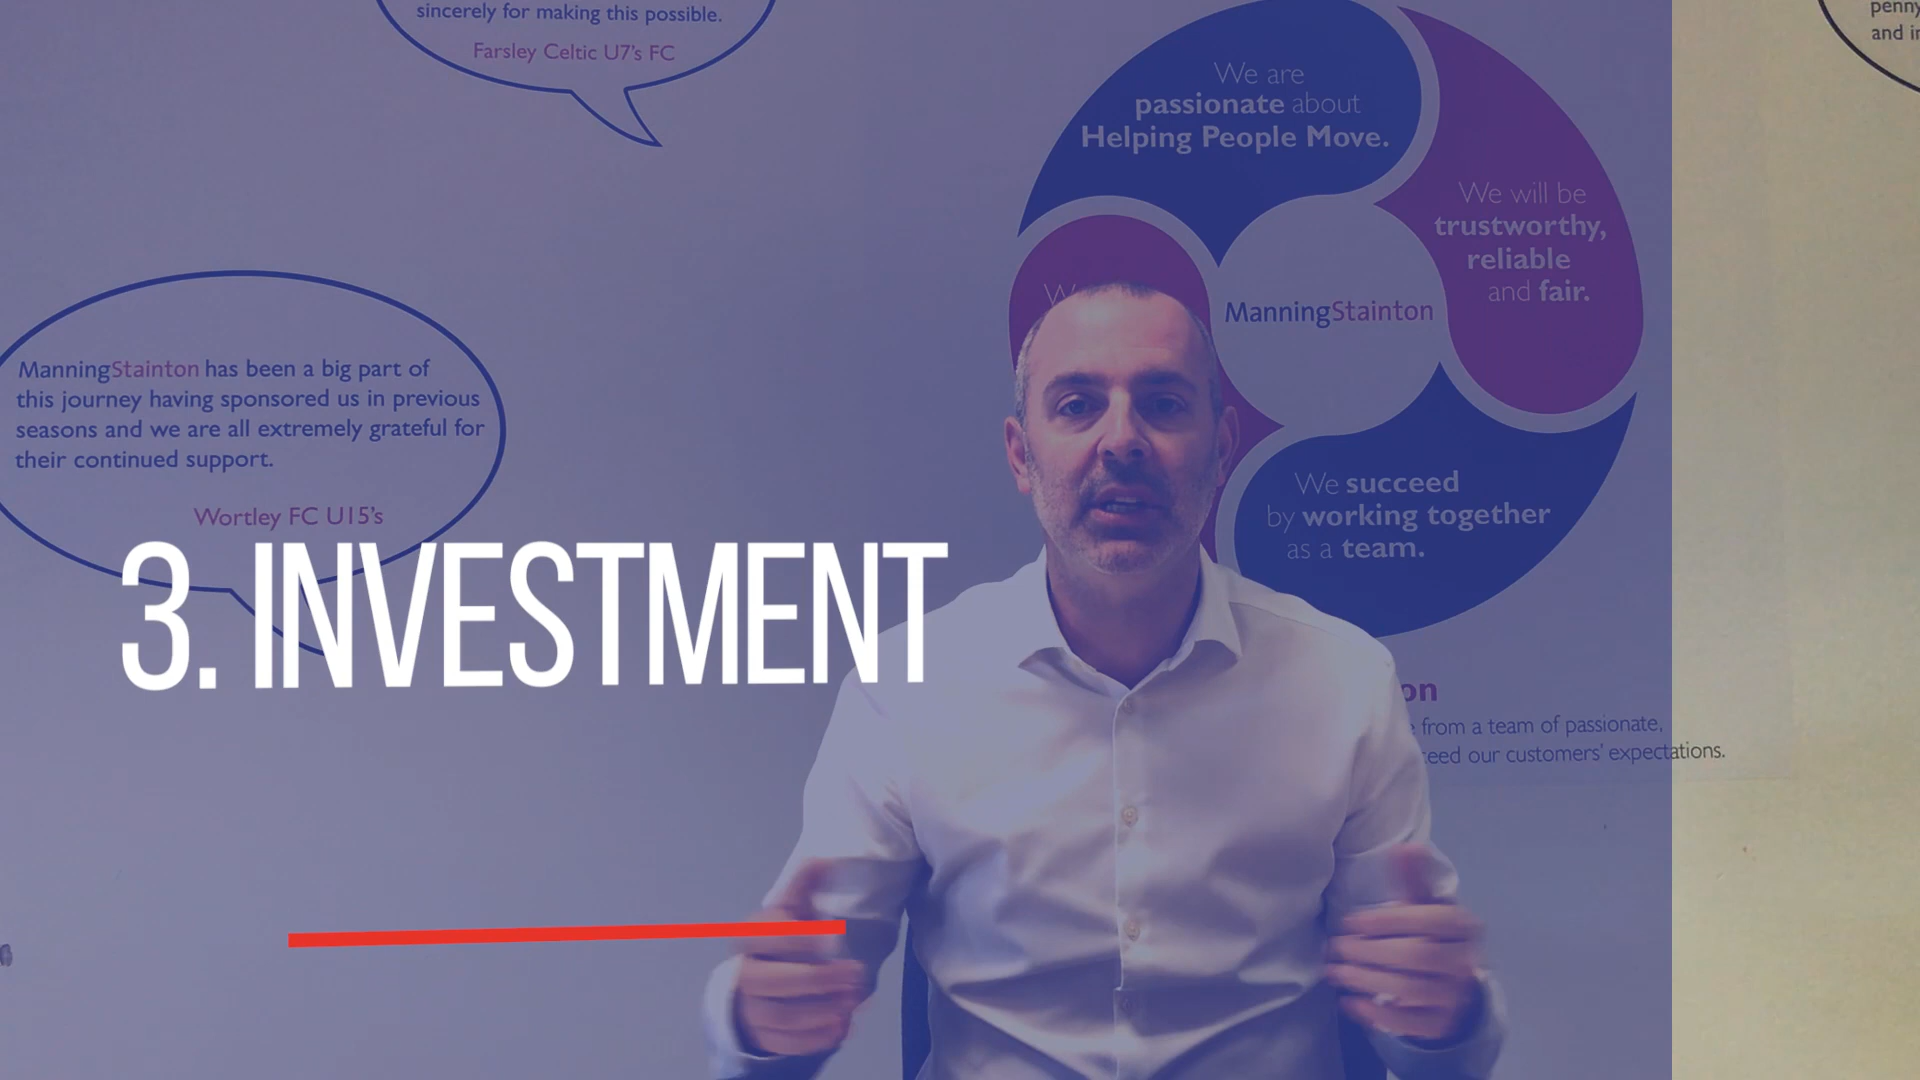 sincerely for making this possible.
Farsley Celtic U7's FC
We are
passionate about
Helping People Move.
We will be
trustworthy,
reliable
and fair.
ManningStainton
We succeed
by working together
as a team.
ManningStainton has been a big part of
this journey having sponsored us in previous
seasons and we are all extremely grateful for
their continued support.
Wortley FC U15's
3. INVESTMENT
from a team of passionate,
our customers' expectations.
penny
and